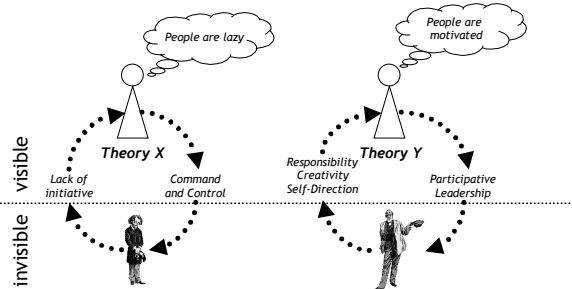 People are lazy
People are
motivated
Theory X
Theory Y
visible
Lack of
initiative
Command
and Control
Responsibility
Creativity
Self-Direction
Participative
Leadership
invisible